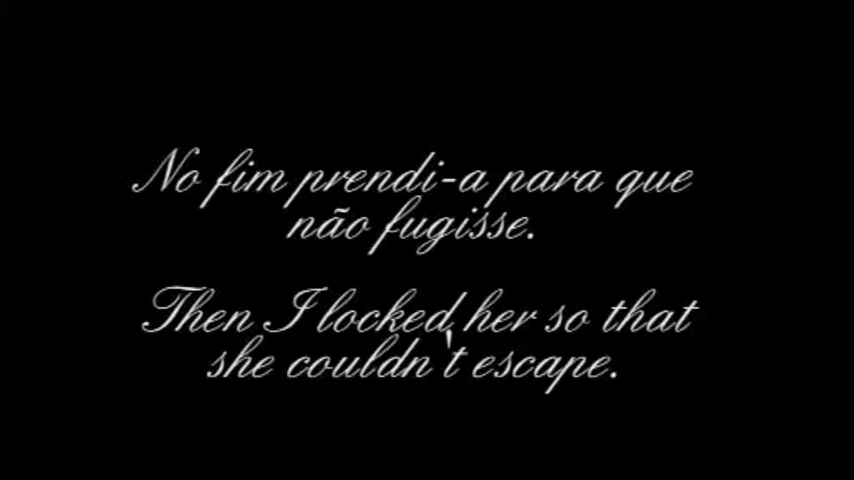 No fim prendi-a para que
não fugisse.
Then I locked her so that
she couldn`t escape.